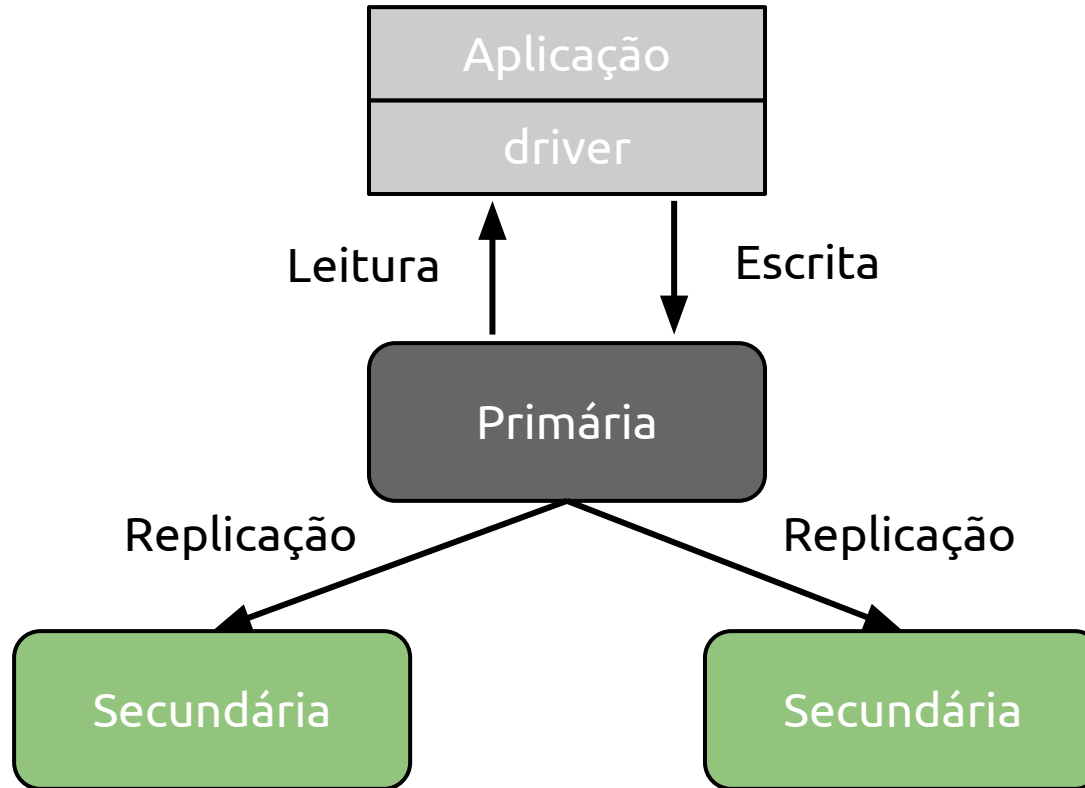 Aplicação
driver
Leitura
Escrita
Primária
Replicação
Replicação
Secundária
Secundária